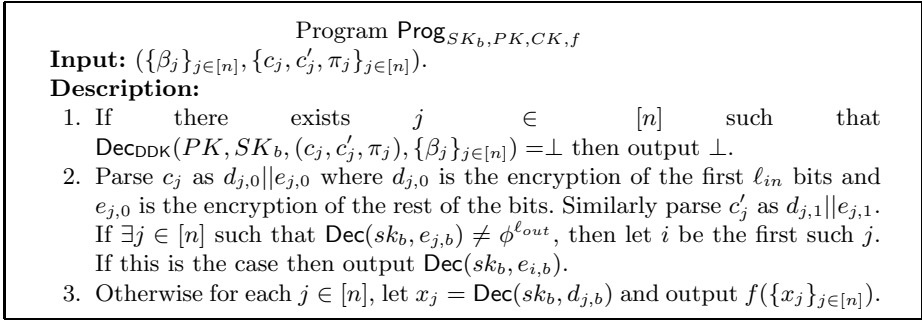 Program Prog_{SK_b,PK,CK,f}
Input: ({β_j}_{j∈[n]}, {c_j, c′_j, π_j}_{j∈[n]}).
Description:
1. If there exists j ∈ [n] such that
Dec_{DDK}(PK, SK_b, (c_j, c′_j, π_j), {β_j}_{j∈[n]}) =⊥ then output ⊥.
2. Parse c_j as d_{j,0}||e_{j,0} where d_{j,0} is the encryption of the first ℓ_{in} bits and
e_{j,0} is the encryption of the rest of the bits. Similarly parse c′_j as d_{j,1}||e_{j,1}.
If ∃j ∈ [n] such that Dec(sk_b, e_{j,b}) ≠ ϕ^{ℓ_{out}}, then let i be the first such j.
If this is the case then output Dec(sk_b, e_{i,b}).
3. Otherwise for each j ∈ [n], let x_j = Dec(sk_b, d_{j,b}) and output f({x_j}_{j∈[n]}).